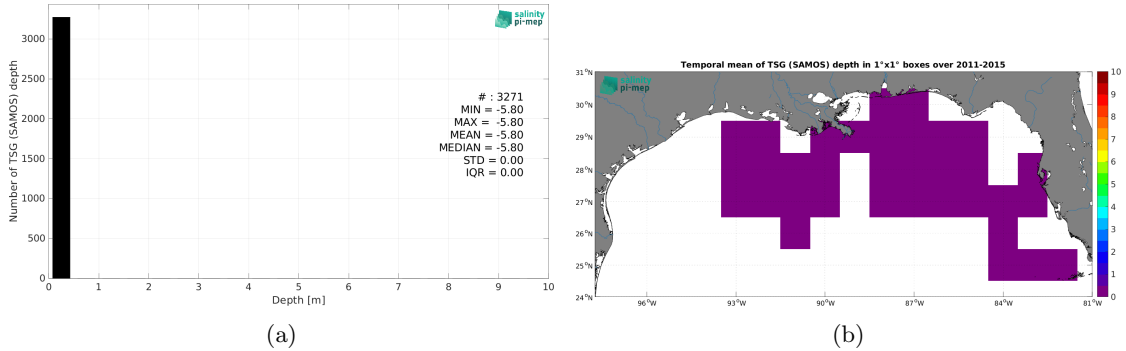 salinity
pi-mep
Number of TSG (SAMOS) depth
3000
2500
2000
1500
1000
500
0
# : 3271
MIN = -5.80
MAX = -5.80
MEAN = -5.80
MEDIAN = -5.80
STD = 0.00
IQR = 0.00
0 1 2 3 4 5 6 7 8 9 10
Depth [m]
(a)
Temporal mean of TSG (SAMOS) depth in 1°x1° boxes over 2011-2015
salinity
pi-mep
31°N
30°N
29°N
28°N
27°N
26°N
25°N
24°N
96°W 93°W 90°W 87°W 84°W 81°W
10
9
8
7
6
5
4
3
2
1
0
(b)